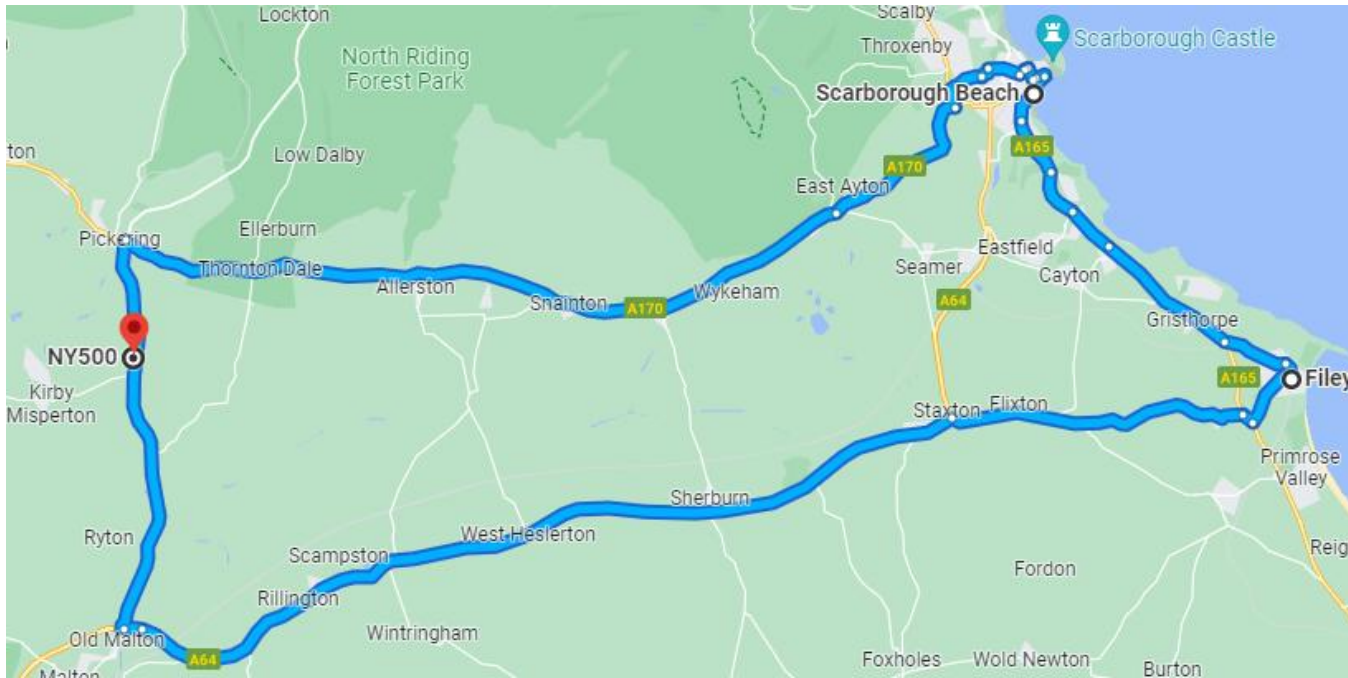 Lockton
Scalby
Throxenby
Scarborough Castle
North Riding
Forest Park
Scarborough Beach
ton
Low Dalby
A165
A170
East Ayton
Ellerburn
Pickering
Thornton Dale
Allerston
Eastfield
Seamer
Cayton
Wykeham
Snainton
A170
A64
Gristhorpe
NY500
Kirby
Misperton
A165
Filey
Staxton
Flixton
Primrose
Valley
Sherburn
West Heslerton
Ryton
Scampston
Reig
Fordon
Rillington
Old Malton
Wintringham
A64
Foxholes
Wold Newton
Burton
Malton